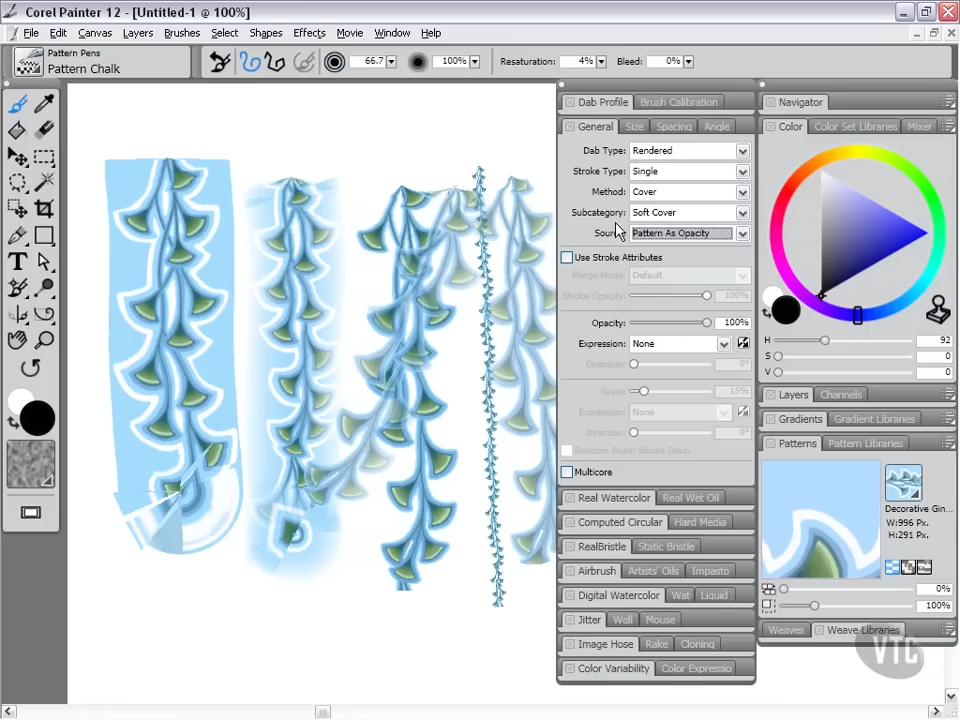 Corel Painter 12 - [Untitled-1 @ 100%]
File Edit Canvas Layers Brushes Select Shapes Effects Movie Window Help
Pattern Pens
Pattern Chalk
66.7 100% Resaturation: 4% Bleed: 0%
Dab Profile Brush Calibration
General Size Spacing Angle
Dab Type: Rendered
Stroke Type: Single
Method: Cover
Subcategory: Soft Cover
Pattern As Opacity
Use Stroke Attributes
Merge Mode: Default
Stroke Opacity: 100%
Opacity: 100%
Expression: None
Direction: 0°
Grain: 15%
Expression: None
Direction: 0°
Random Brush Stroke Grain
Multicore
Real Watercolor Real Wet Oil
Computed Circular Hard Media
RealBristle Static Bristle
Airbrush Artists' Oils Impasto
Digital Watercolor Wat Liquid
Jitter Well Mouse
Image Hose Rake Cloning
Color Variability Color Expressio
Navigator
Color Color Set Libraries Mixer
H 92
S 0
V 0
Layers Channels
Gradients Gradient Libraries
Patterns Pattern Libraries
Decorative Gin...
W:996 Px.
H:291 Px.
0%
100%
Weaves Weave Libraries
VTC
T